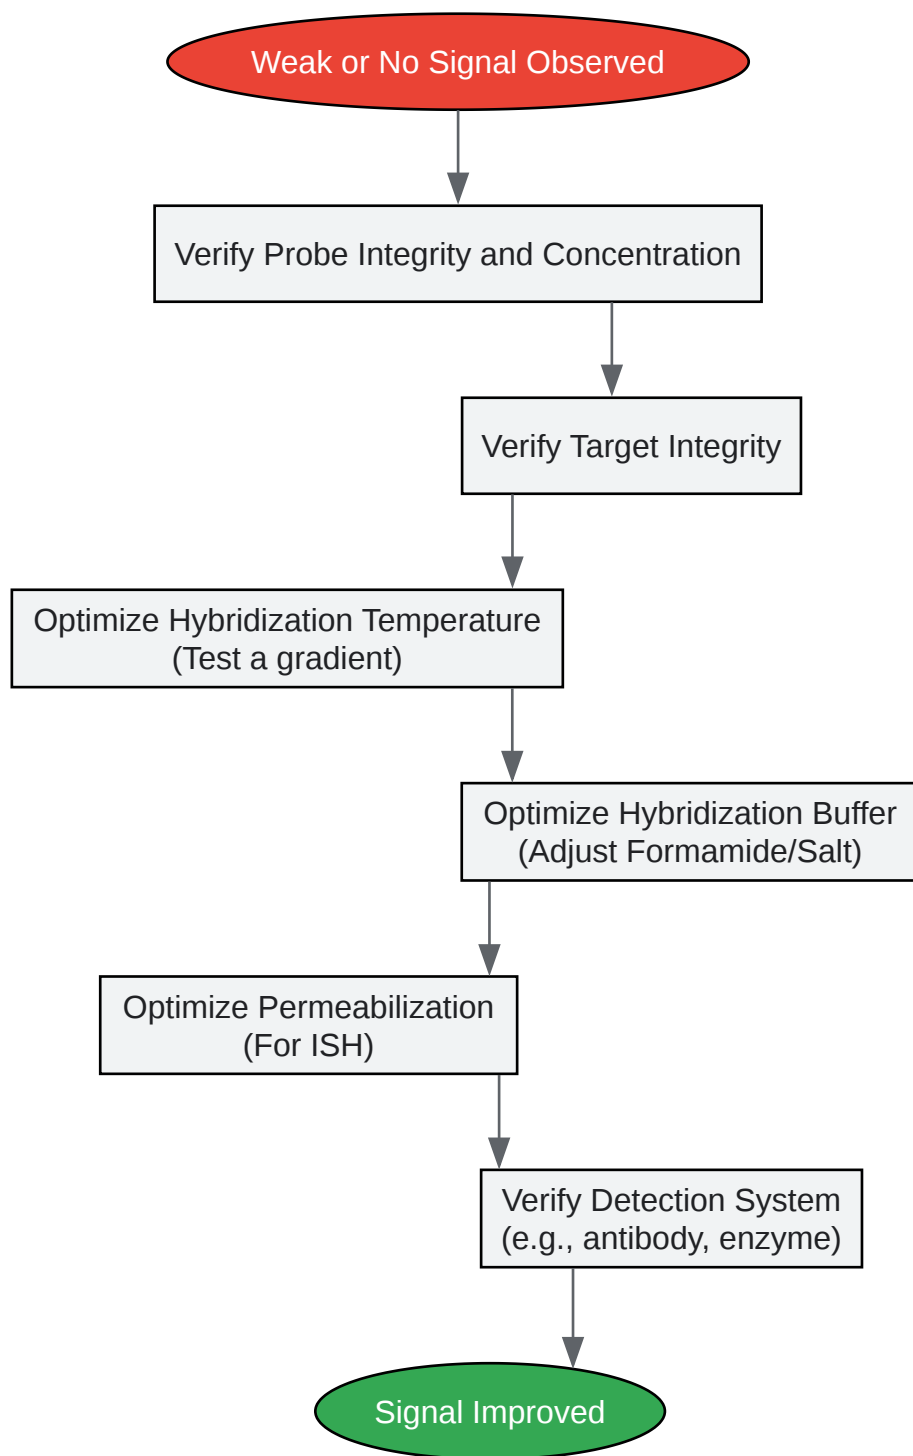 Weak or No Signal Observed
Verify Probe Integrity and Concentration
Verify Target Integrity
Optimize Hybridization Temperature
(Test a gradient)
Optimize Hybridization Buffer
(Adjust Formamide/Salt)
Optimize Permeabilization
(For ISH)
Verify Detection System
(e.g., antibody, enzyme)
Signal Improved